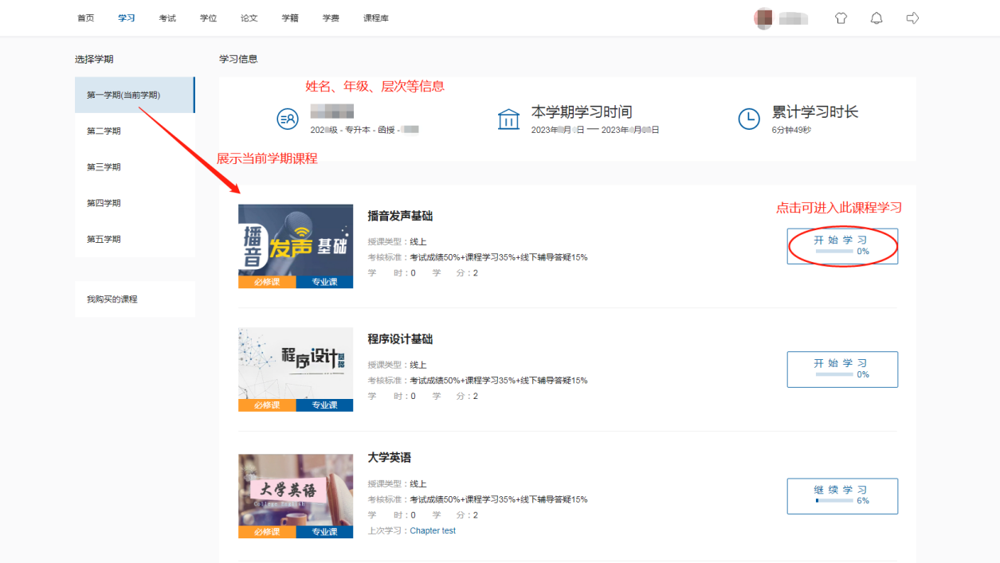 首页 学习 考试 学位 论文 学籍 学费 课程库
选择学期
第一学期(当前学期)
第二学期
第三学期
第四学期
第五学期
我购买的课程
学习信息
姓名、年级、层次等信息
202 级 - 专升本 - 函授 -
本学期学习时间
2023年 月 日 — 2023年 月 日
累计学习时长
6分钟49秒
展示当前学期课程
点击可进入此课程学习
播音
发声 基础
必修课 专业课
播音发声基础
授课类型：线上
考核标准：考试成绩50%+课程学习35%+线下辅导答疑15%
学 时：0 学 分：2
开始学习
0%
程序设计基础
必修课 专业课
程序设计基础
授课类型：线上
考核标准：考试成绩50%+课程学习35%+线下辅导答疑15%
学 时：0 学 分：2
开始学习
0%
大学英语
College English
必修课 专业课
大学英语
授课类型：线上
考核标准：考试成绩50%+课程学习35%+线下辅导答疑15%
学 时：0 学 分：2
上次学习：Chapter test
继续学习
6%